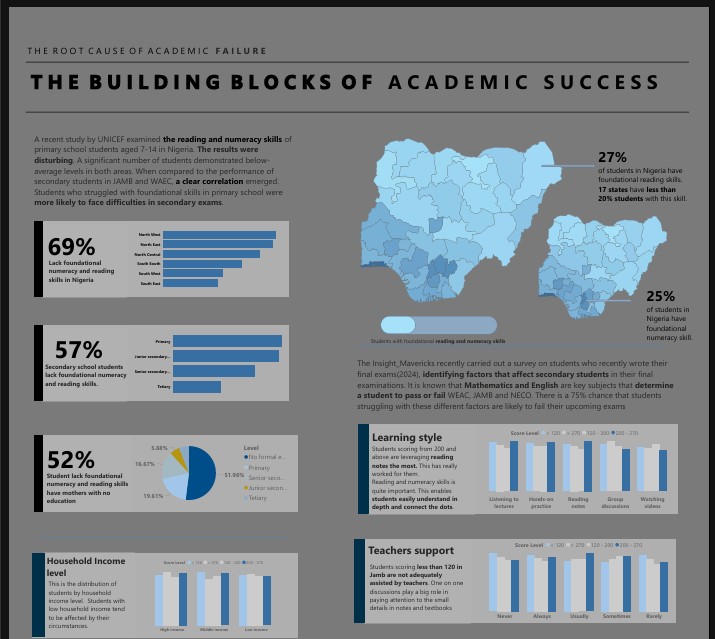 THE ROOT CAUSE OF ACADEMIC FAILURE
THE BUILDING BLOCKS OF ACADEMIC SUCCESS
A recent study by UNICEF examined the reading and numeracy skills of
primary school students aged 7-14 in Nigeria. The results were
disturbing. A significant number of students demonstrated below-
average levels in both areas. When compared to the performance of
secondary students in JAMB and WAEC, a clear correlation emerged.
Students who struggled with foundational skills in primary school were
more likely to face difficulties in secondary exams.
69%
Lack foundational
numeracy and reading
skills in Nigeria
North West
North East
North Central
South South
South West
South East
57%
Secondary school students
lack foundational numeracy
and reading skills.
Primary
Junior secondary...
Senior secondary...
Tetiary
52%
Student lack foundational
numeracy and reading skills
have mothers with no
education
5.88%
16.67%
19.61%
51.96%
Level
No formal e...
Primary
Senior seco...
Junior secon...
Tetiary
Household Income
level
This is the distribution of
students by household
income level. Students with
low household income tend
to be affected by their
circumstances.
Score Level
High income Middle income Low income
27%
of students in Nigeria have
foundational reading skills.
17 states have less than
20% students with this skill.
25%
of students in
Nigeria have
foundational
numeracy skill.
Students with foundational reading and numeracy skills
The Insight_Mavericks recently carried out a survey on students who recently wrote their
final exams(2024), identifying factors that affect secondary students in their final
examinations. It is known that Mathematics and English are key subjects that determine
a student to pass or fail WEAC, JAMB and NECO. There is a 75% chance that students
struggling with these different factors are likely to fail their upcoming exams
Learning style
Students scoring from 200 and
above are leveraging reading
notes the most. This has really
worked for them.
Reading and numeracy skills is
quite important. This enables
students easily understand in
depth and connect the dots.
Score Level < 120 > 270 120 - 200 205 - 270
Listening to lectures
Hands-on practice
Reading notes
Group discussions
Watching videos
Teachers support
Students scoring less than 120 in
Jamb are not adequately
assisted by teachers. One on one
discussions play a big role in
paying attention to the small
details in notes and textbooks
Score Level < 120 > 270 120 - 200 205 - 270
Never Always Usually Sometimes Rarely